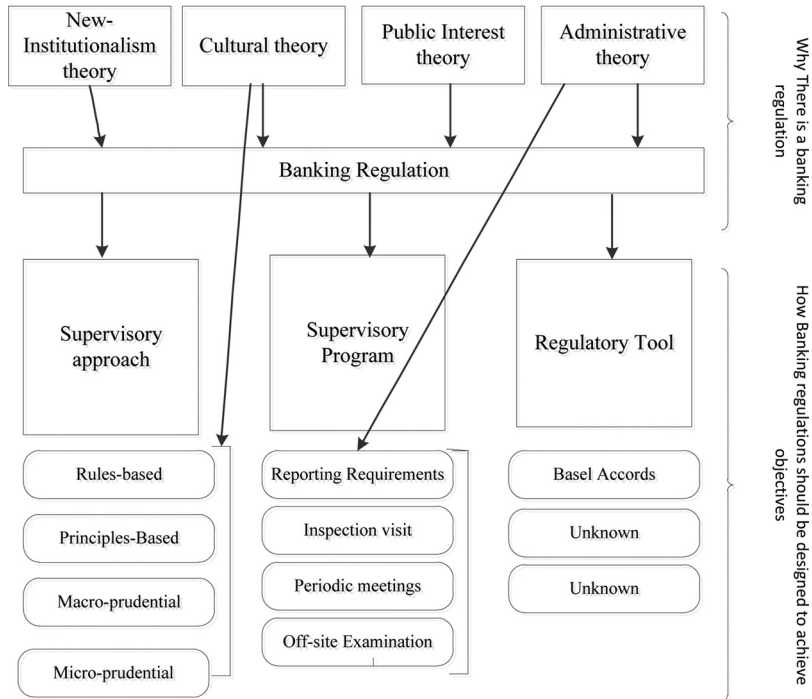 New-
Institutionalism
theory
Cultural theory
Public Interest
theory
Administrative
theory
Why There is a banking
regulation
Banking Regulation
Supervisory
approach
Supervisory
Program
Regulatory Tool
How Banking regulations should be designed to achieve
objectives
Rules-based
Principles-Based
Macro-prudential
Micro-prudential
Reporting Requirements
Inspection visit
Periodic meetings
Off-site Examination
Basel Accords
Unknown
Unknown